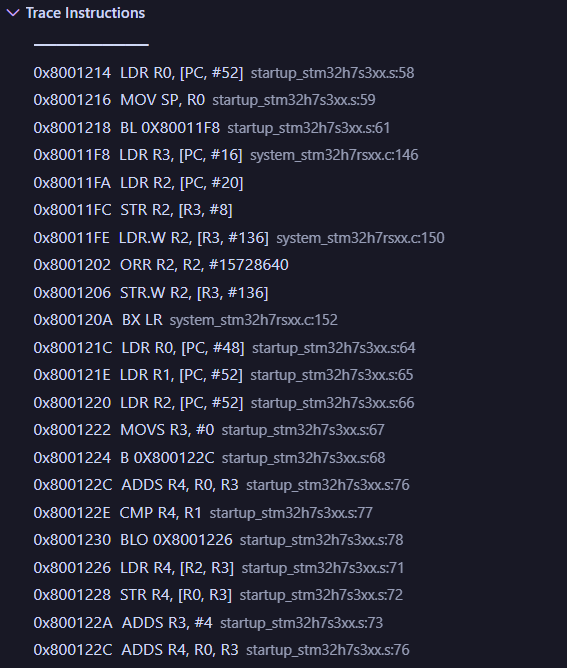 Trace Instructions
0x8001214 LDR R0, [PC, #52] startup_stm32h7s3xx.s:58
0x8001216 MOV SP, R0 startup_stm32h7s3xx.s:59
0x8001218 BL 0X80011F8 startup_stm32h7s3xx.s:61
0x80011F8 LDR R3, [PC, #16] system_stm32h7rsxx.c:146
0x80011FA LDR R2, [PC, #20]
0x80011FC STR R2, [R3, #8]
0x80011FE LDR.W R2, [R3, #136] system_stm32h7rsxx.c:150
0x8001202 ORR R2, R2, #15728640
0x8001206 STR.W R2, [R3, #136]
0x800120A BX LR system_stm32h7rsxx.c:152
0x800121C LDR R0, [PC, #48] startup_stm32h7s3xx.s:64
0x800121E LDR R1, [PC, #52] startup_stm32h7s3xx.s:65
0x8001220 LDR R2, [PC, #52] startup_stm32h7s3xx.s:66
0x8001222 MOVS R3, #0 startup_stm32h7s3xx.s:67
0x8001224 B 0X800122C startup_stm32h7s3xx.s:68
0x800122C ADDS R4, R0, R3 startup_stm32h7s3xx.s:76
0x800122E CMP R4, R1 startup_stm32h7s3xx.s:77
0x8001230 BLO 0X8001226 startup_stm32h7s3xx.s:78
0x8001226 LDR R4, [R2, R3] startup_stm32h7s3xx.s:71
0x8001228 STR R4, [R0, R3] startup_stm32h7s3xx.s:72
0x800122A ADDS R3, #4 startup_stm32h7s3xx.s:73
0x800122C ADDS R4, R0, R3 startup_stm32h7s3xx.s:76